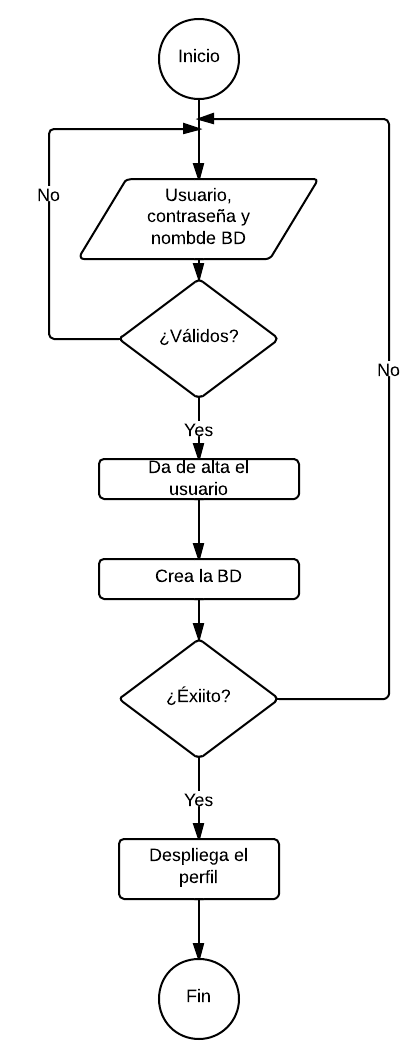 Inicio
No
Usuario,
contraseña y
nombde BD
¿Válidos?
No
Yes
Da de alta el
usuario
Crea la BD
¿Éxiito?
Yes
Despliega el
perfil
Fin